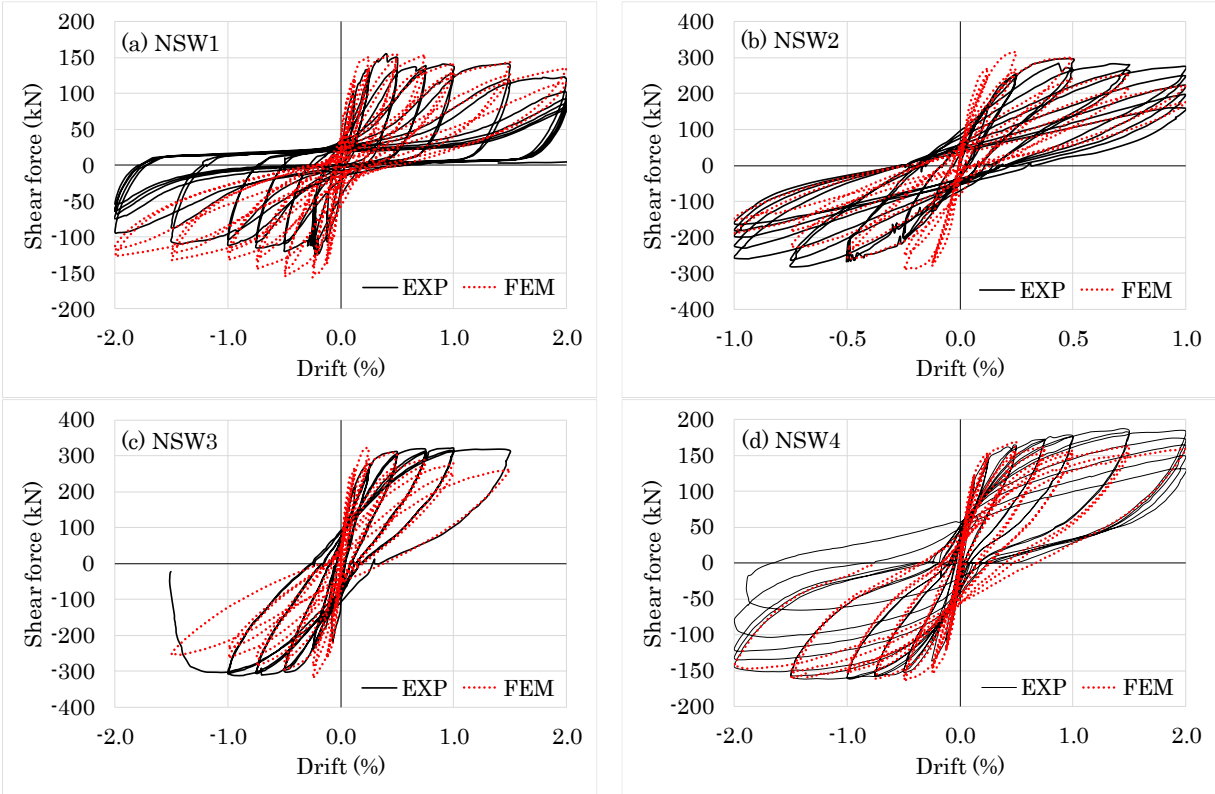 (a) NSW1
200
150
100
50
0
-50
-100
-150
-200
Shear force (kN)
EXP FEM
-2.0 -1.0 0.0 1.0 2.0
Drift (%)
(b) NSW2
400
300
200
100
0
-100
-200
-300
-400
Shear force (kN)
EXP FEM
-1.0 -0.5 0.0 0.5 1.0
Drift (%)
(c) NSW3
400
300
200
100
0
-100
-200
-300
-400
Shear force (kN)
EXP FEM
-2.0 -1.0 0.0 1.0 2.0
Drift (%)
(d) NSW4
200
150
100
50
0
-50
-100
-150
-200
Shear force (kN)
EXP FEM
-2.0 -1.0 0.0 1.0 2.0
Drift (%)